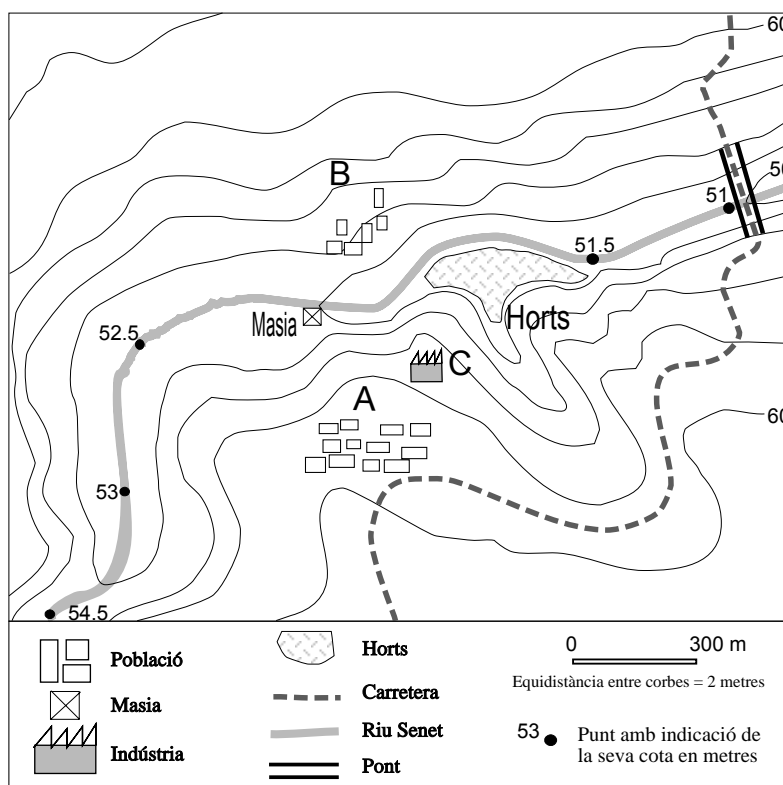 60
B
50
51
51.5
Masia
Horts
52.5
C
A
60
53
54.5
Població
Masia
Indústria
Horts
Carretera
Riu Senet
Pont
0 300 m
Equidistància entre corbes = 2 metres
53 Punt amb indicació de
la seva cota en metres